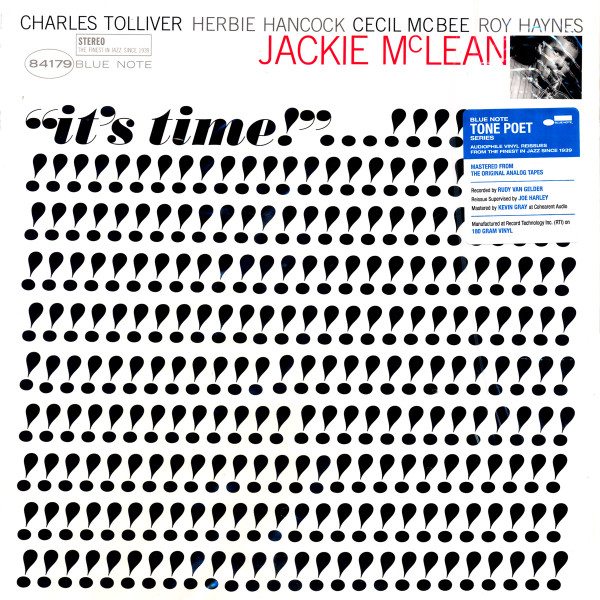 CHARLES TOLLIVER HERBIE HANCOCK CECIL MCBEE ROY HAYNES
JACKIE McLEAN
STEREO
THE FINEST IN JAZZ SINCE 1939
84179 BLUE NOTE
“it's time!”...!!!!
!!!!!!!!!!!!!!!!!!!!!
!!!!!!!!!!!!!!!!!!!!!
!!!!!!!!!!!!!!!!!!!!!!!!!!!
!!!!!!!!!!!!!!!!!!!!!!!!!!!
!!!!!!!!!!!!!!!!!!!!!!!!!!!
!!!!!!!!!!!!!!!!!!!!!!!!!!!
!!!!!!!!!!!!!!!!!!!!!!!!!!!
!!!!!!!!!!!!!!!!!!!!!!!!!!!
!!!!!!!!!!!!!!!!!!!!!!!!!!!
BLUE NOTE
TONE POET
SERIES
BLUE NOTE
AUDIOPHILE VINYL REISSUES
FROM THE FINEST IN JAZZ SINCE 1939
MASTERED FROM
THE ORIGINAL ANALOG TAPES
Recorded by RUDY VAN GELDER
Reissue Supervised by JOE HARLEY
Mastered by KEVIN GRAY at Cohearent Audio
Manufactured at Record Technology Inc. (RTI) on
180 GRAM VINYL